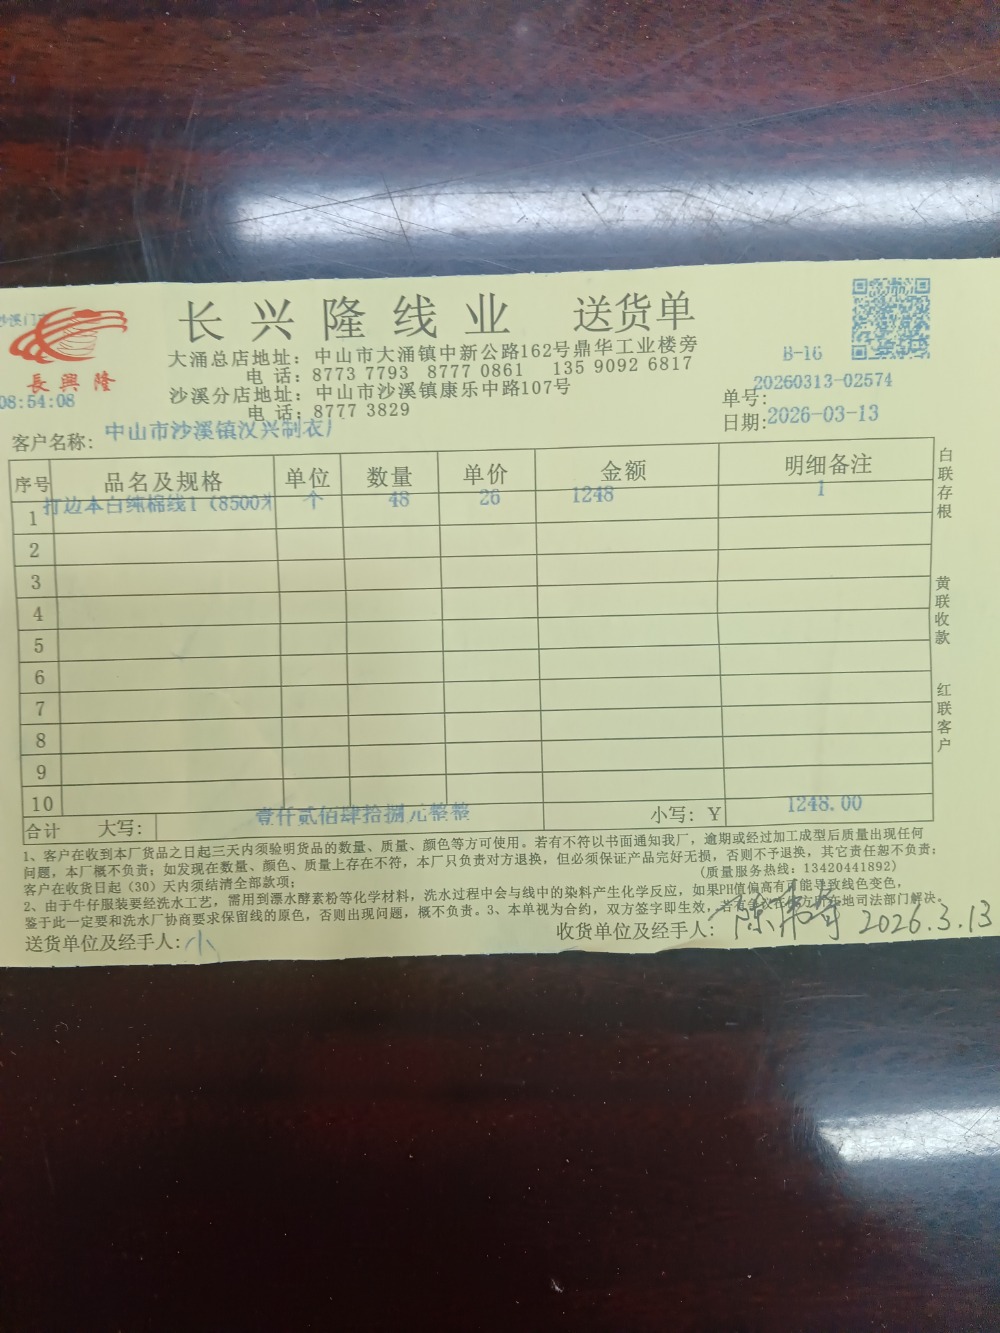 长兴隆线业 送货单
長興隆
大涌总店地址：中山市大涌镇中新公路162号鼎华工业楼旁
电 话：8773 7793 8777 0861 135 9092 6817
沙溪分店地址：中山市沙溪镇康乐中路107号
电 话：8777 3829
08:54:08
B-16
单号：20260313-02574
日期：2026-03-13
客户名称：中山市沙溪镇汉兴制衣厂
序号 品名及规格 单位 数量 单价 金额 明细备注
1 打边本白纯棉线1（8500米 个 48 26 1248 1
2
3
4
5
6
7
8
9
10
合计 大写：壹仟贰佰肆拾捌元整整 小写：￥ 1248.00
白联存根
黄联收款
红联客户
1、客户在收到本厂货品之日起三天内须验明货品的数量、质量、颜色等方可使用。若有不符以书面通知我厂，逾期或经过加工成型后质量出现任何
问题，本厂概不负责；如发现在数量、颜色、质量上存在不符，本厂只负责对方退换，但必须保证产品完好无损，否则不予退换，其它责任恕不负责；
客户在收货日起（30）天内须结清全部款项； （质量服务热线：13420441892）
2、由于牛仔服装要经洗水工艺，需用到漂水酵素粉等化学材料，洗水过程中会与线中的染料产生化学反应，如果PH值偏高有可能导致线色变色，
鉴于此一定要和洗水厂协商要求保留线的原色，否则出现问题，概不负责。3、本单视为合约，双方签字即生效，若有争议在供方所在地司法部门解决。
送货单位及经手人：小
收货单位及经手人： 2026.3.13